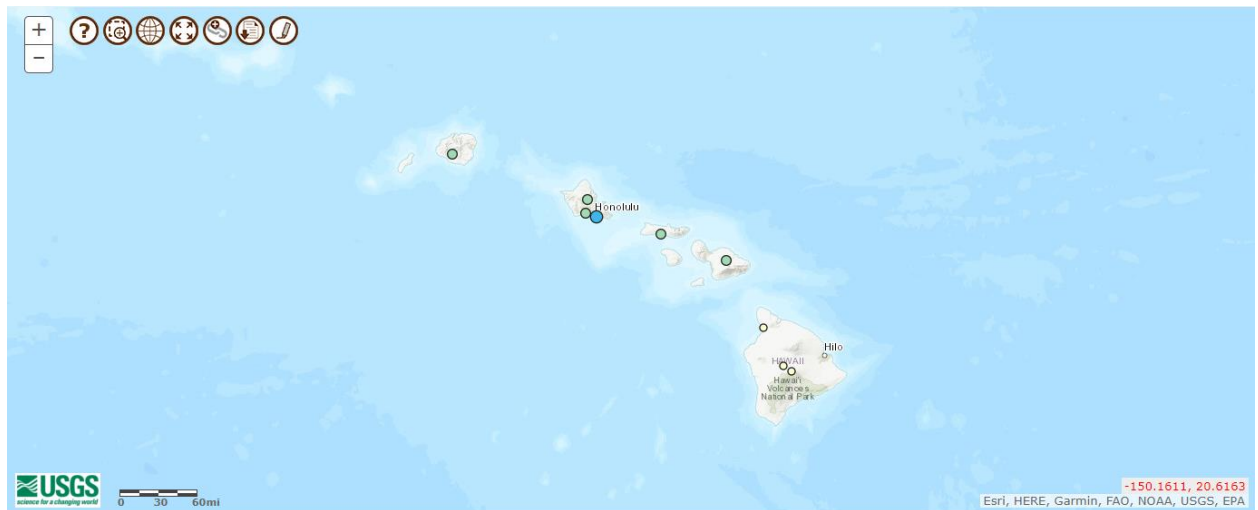 +
?
−
Honolulu
Hilo
HAWAII
Hawai'i
Volcanoes
National Park
USGS
science for a changing world
0 30 60mi
-150.1611, 20.6163
Esri, HERE, Garmin, FAO, NOAA, USGS, EPA